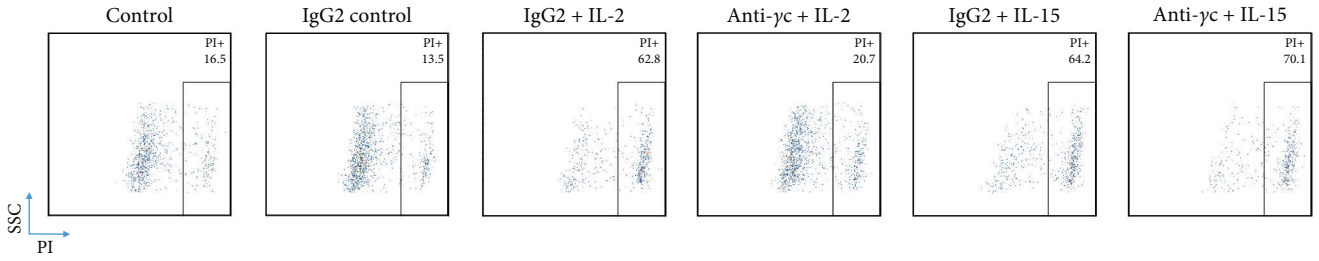 Control
IgG2 control
IgG2 + IL-2
Anti-γc + IL-2
IgG2 + IL-15
Anti-γc + IL-15
PI+
16.5
PI+
13.5
PI+
62.8
PI+
20.7
PI+
64.2
PI+
70.1
SSC
PI